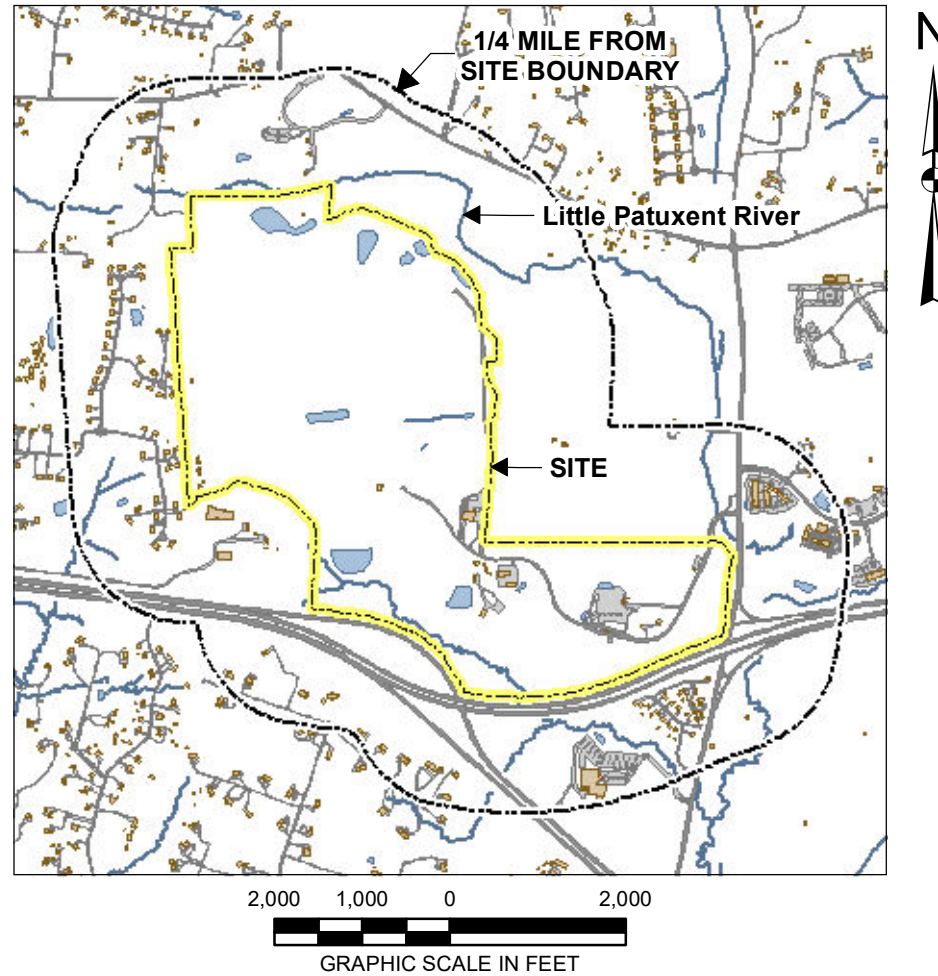 1/4 MILE FROM
SITE BOUNDARY
N
Little Patuxent River
SITE
2,000 1,000 0 2,000
GRAPHIC SCALE IN FEET